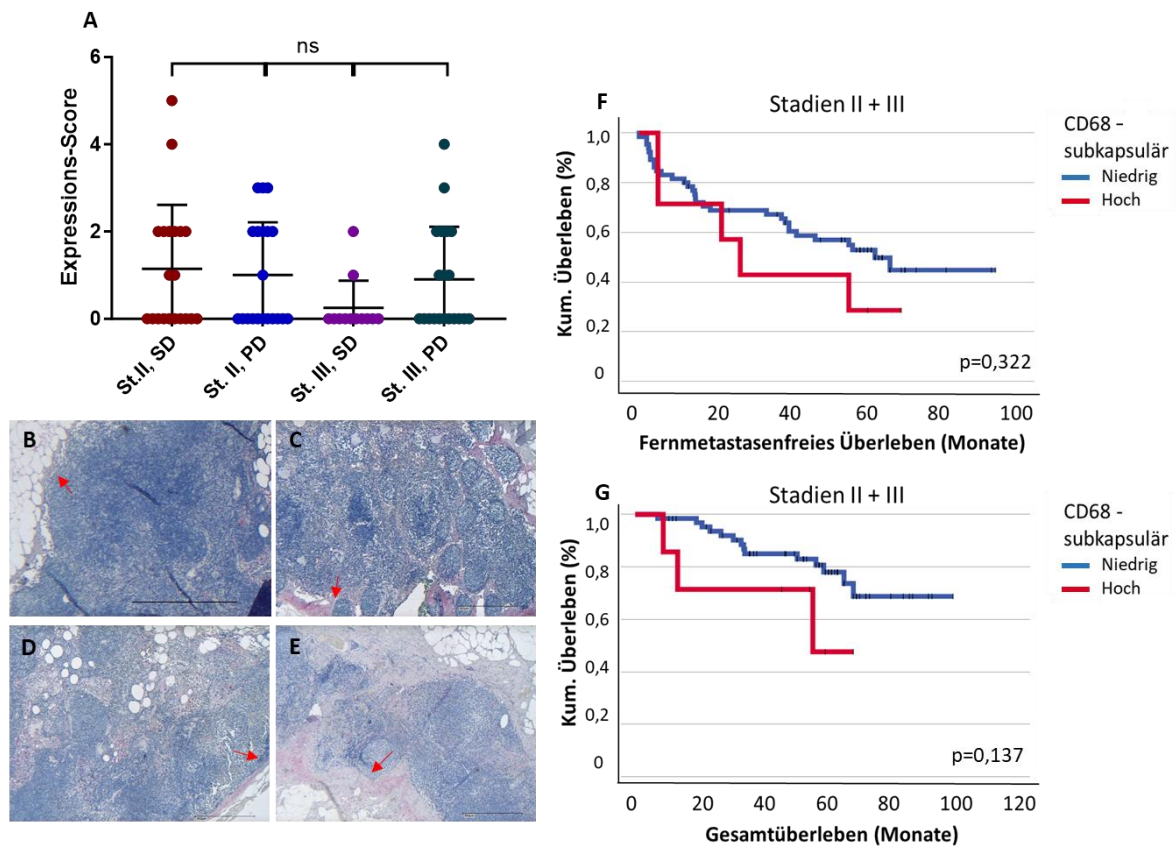 A
ns
6
4
2
0
Expressions-Score
St.II, SD
St. II, PD
St. III, SD
St. III, PD
B
C
D
E
F
Stadien II + III
Kum. Überleben (%)
1,0
0,8
0,6
0,4
0,2
0
p=0,322
0
20
40
60
80
100
Fernmetastasenfreies Überleben (Monate)
CD68 -
subkapsulär
Niedrig
Hoch
G
Stadien II + III
Kum. Überleben (%)
1,0
0,8
0,6
0,4
0,2
0
p=0,137
0
20
40
60
80
100
120
Gesamtüberleben (Monate)
CD68 -
subkapsulär
Niedrig
Hoch